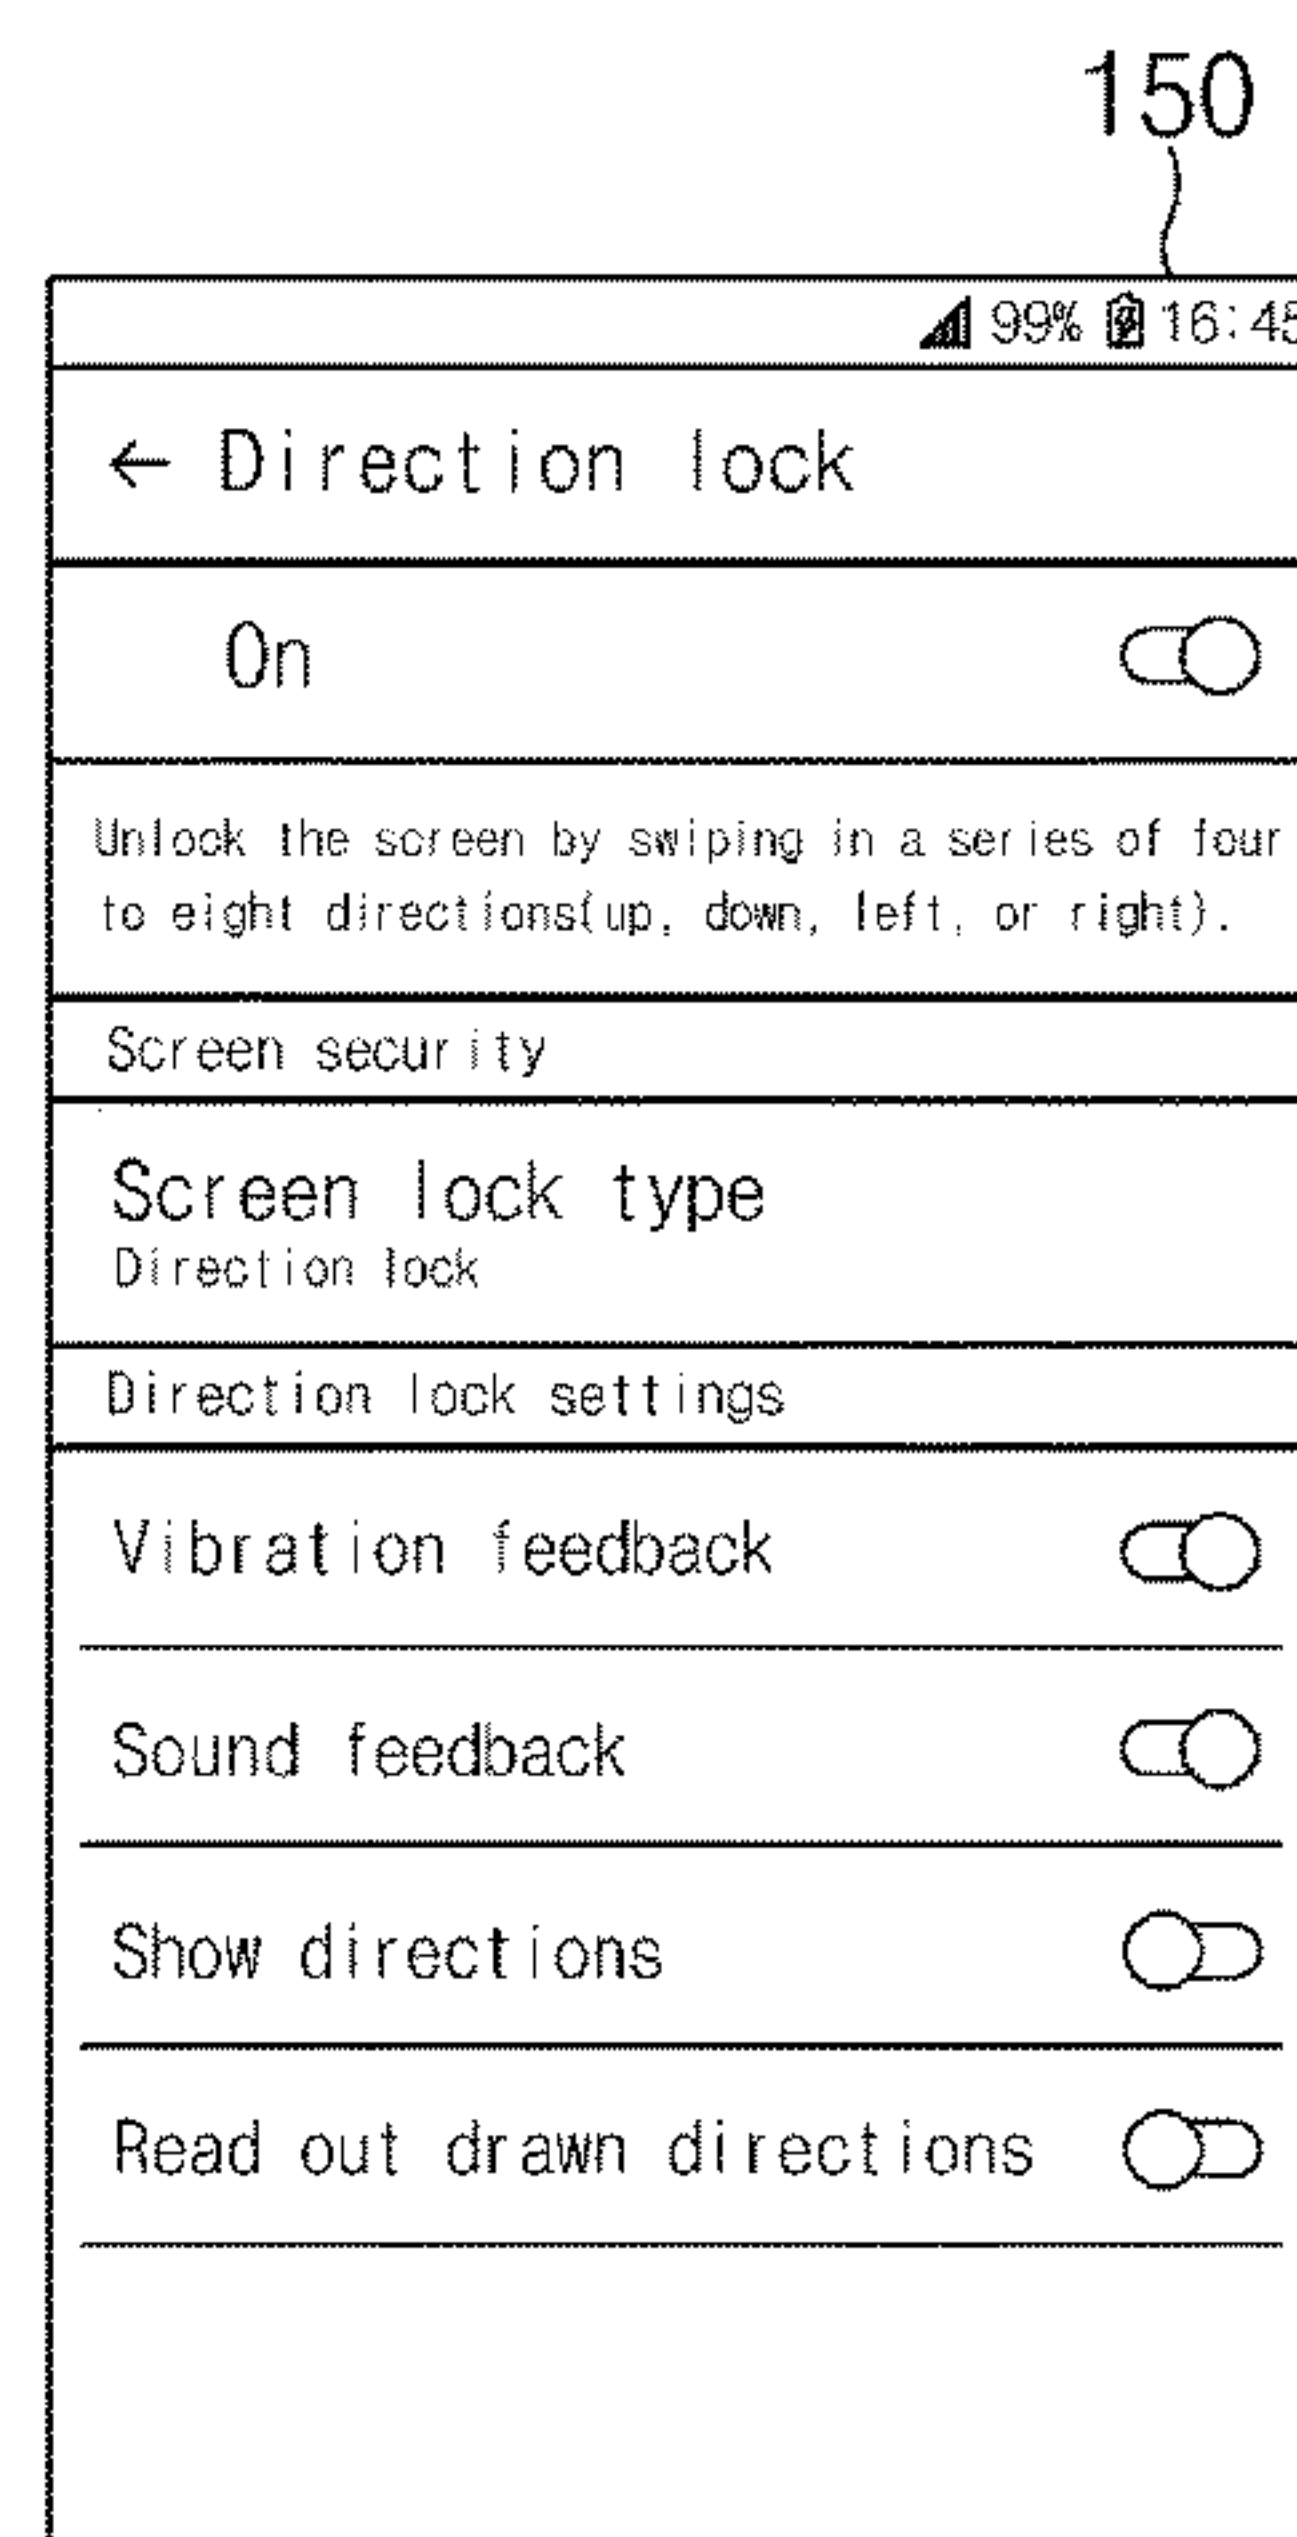 150
99% 16:45
← Direction lock
On
Unlock the screen by swiping in a series of four
to eight directions(up, down, left, or right).
Screen security
Screen lock type
Direction lock
Direction lock settings
Vibration feedback
Sound feedback
Show directions
Read out drawn directions